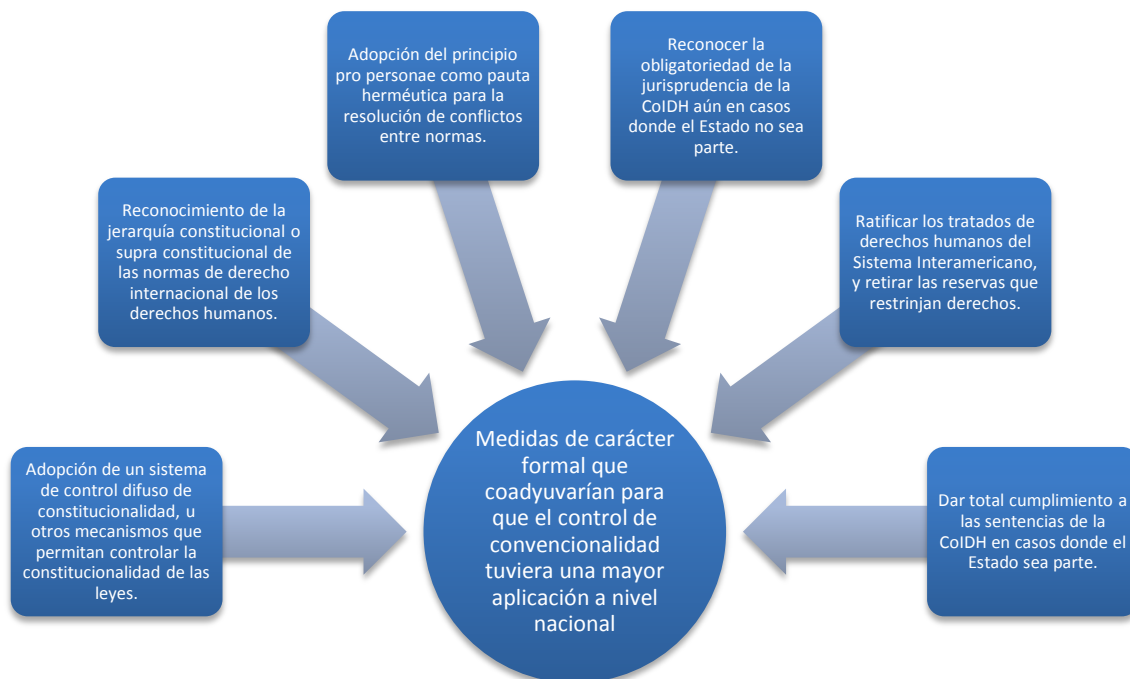 Adopción del principio
pro personae como pauta
herméutica para la
resolución de conflictos
entre normas.
Reconocer la
obligatoriedad de la
jurisprudencia de la
CoIDH aún en casos
donde el Estado no sea
parte.
Reconocimiento de la
jerarquía constitucional o
supra constitucional de
las normas de derecho
internacional de los
derechos humanos.
Ratificar los tratados de
derechos humanos del
Sistema Interamericano,
y retirar las reservas que
restrinjan derechos.
Adopción de un sistema
de control difuso de
constitucionalidad, u
otros mecanismos que
permitan controlar la
constitucionalidad de las
leyes.
Medidas de carácter
formal que
coadyuvarían para
que el control de
convencionalidad
tuviera una mayor
aplicación a nivel
nacional
Dar total cumplimiento a
las sentencias de la
CoIDH en casos donde el
Estado sea parte.